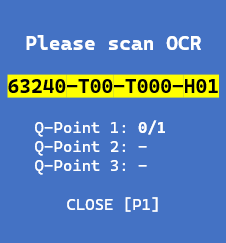 Please scan OCR
63240-T00-T000-H01
Q-Point 1: 0/1
Q-Point 2: -
Q-Point 3: -
CLOSE [P1]